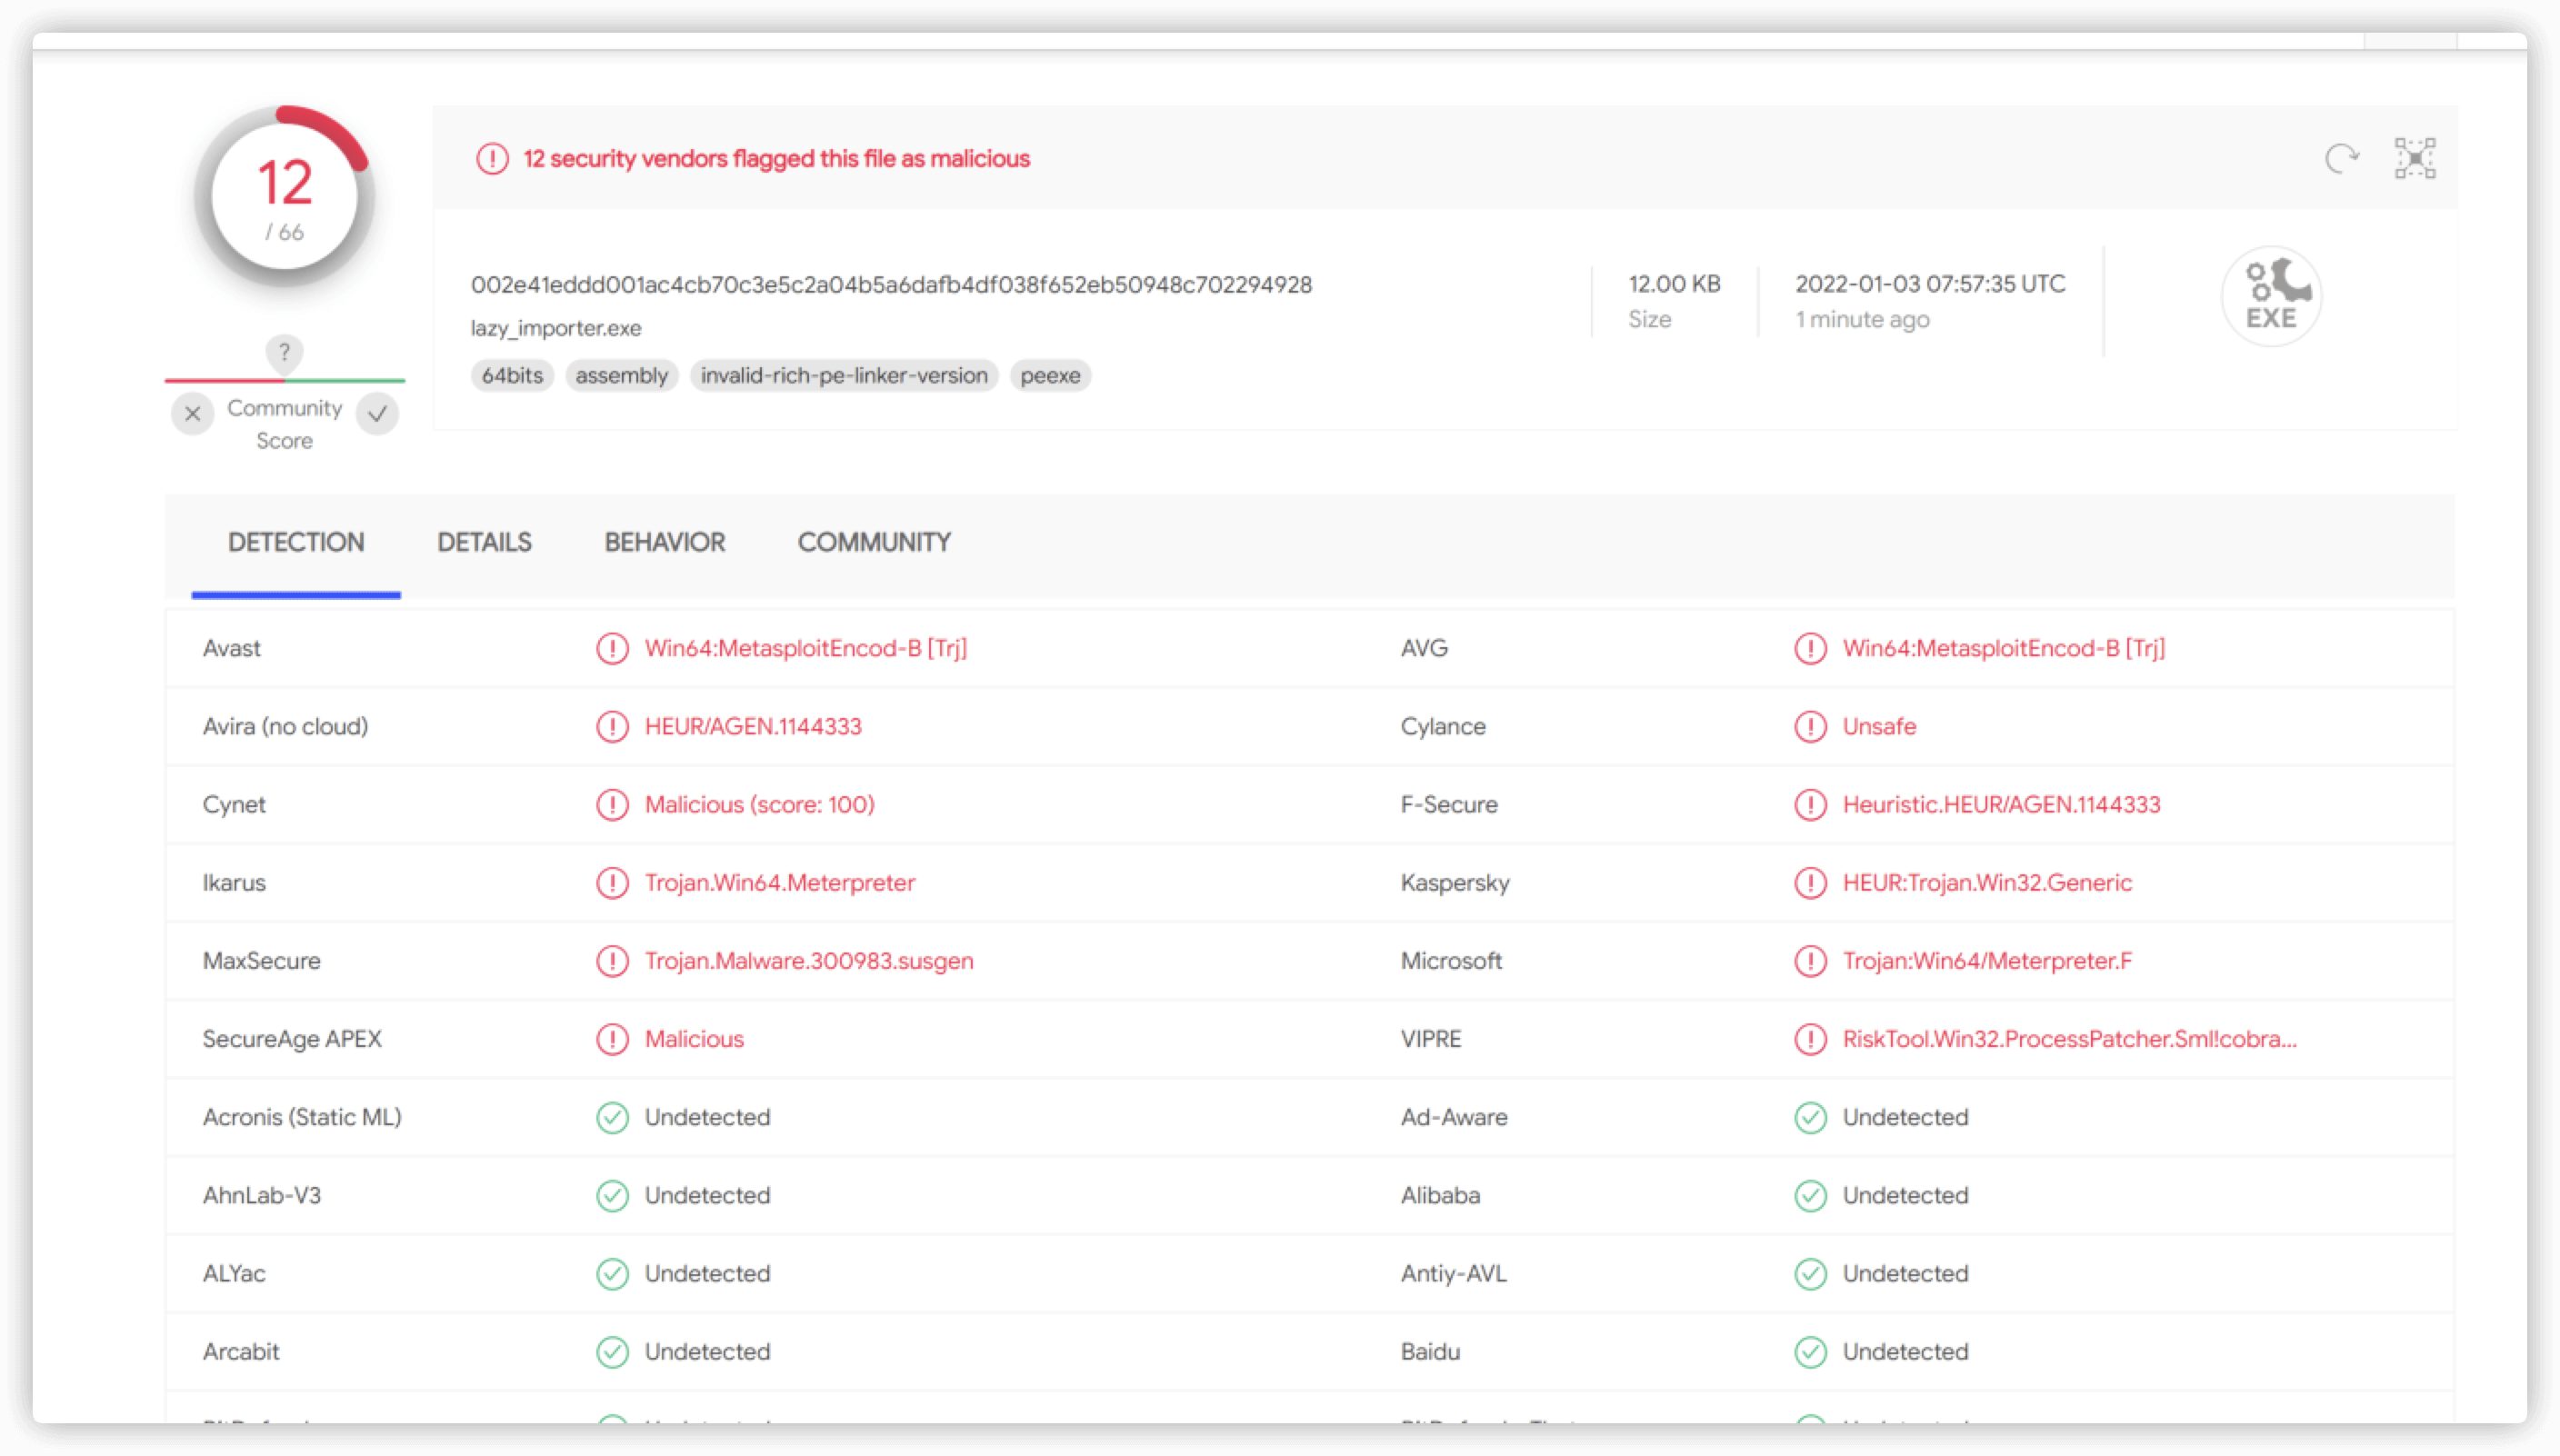 12
/ 66
?
Community
Score
12 security vendors flagged this file as malicious
002e41eddd001ac4cb70c3e5c2a04b5a6dafb4df038f652eb50948c702294928
lazy_importer.exe
64bits assembly invalid-rich-pe-linker-version peexe
12.00 KB
Size
2022-01-03 07:57:35 UTC
1 minute ago
EXE
DETECTION DETAILS BEHAVIOR COMMUNITY
Avast Win64:MetasploitEncod-B [Trj] AVG Win64:MetasploitEncod-B [Trj]
Avira (no cloud) HEUR/AGEN.1144333 Cylance Unsafe
Cynet Malicious (score: 100) F-Secure Heuristic.HEUR/AGEN.1144333
Ikarus Trojan.Win64.Meterpreter Kaspersky HEUR:Trojan.Win32.Generic
MaxSecure Trojan.Malware.300983.susgen Microsoft Trojan:Win64/Meterpreter.F
SecureAge APEX Malicious VIPRE RiskTool.Win32.ProcessPatcher.Sml!cobra...
Acronis (Static ML) Undetected Ad-Aware Undetected
AhnLab-V3 Undetected Alibaba Undetected
ALYac Undetected Antiy-AVL Undetected
Arcabit Undetected Baidu Undetected